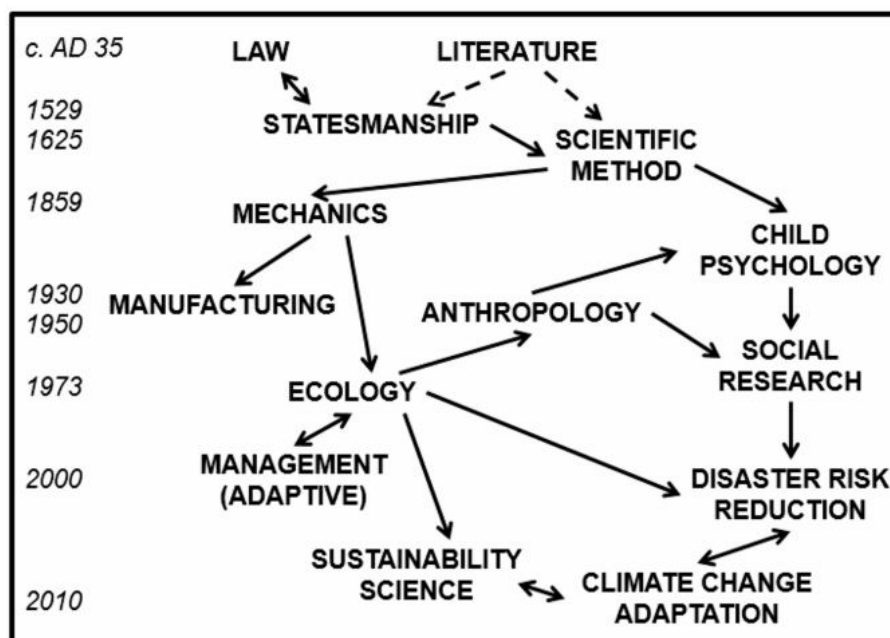 c. AD 35
LAW
LITERATURE
1529
STATESMANSHIP
1625
SCIENTIFIC
METHOD
1859
MECHANICS
CHILD
PSYCHOLOGY
1930
MANUFACTURING
ANTHROPOLOGY
1950
SOCIAL
RESEARCH
1973
ECOLOGY
MANAGEMENT
(ADAPTIVE)
2000
DISASTER RISK
REDUCTION
SUSTAINABILITY
SCIENCE
CLIMATE CHANGE
ADAPTATION
2010